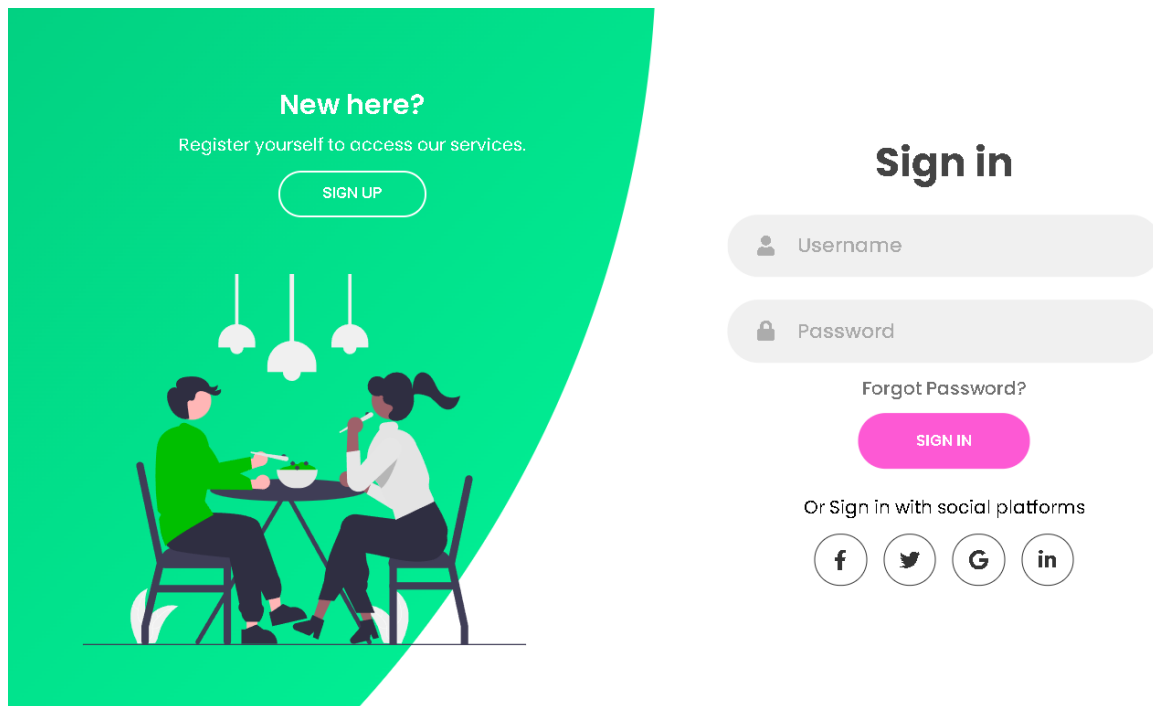 New here?
Register yourself to access our services.
SIGN UP
Sign in
Username
Password
Forgot Password?
SIGN IN
Or Sign in with social platforms